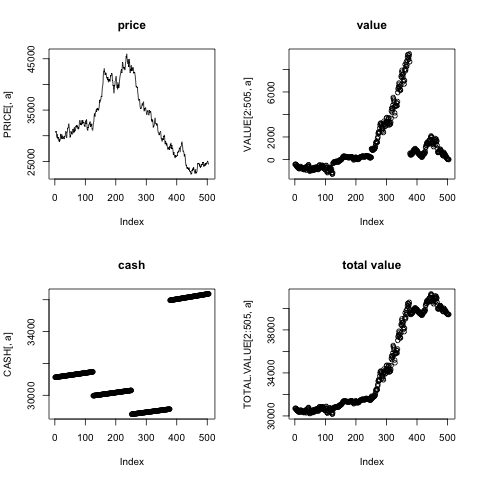 price
PRICE[, a]
25000 35000 45000
0 100 200 300 400 500
Index
value
VALUE[2:505, a]
0 2000 6000
0 100 200 300 400 500
Index
cash
CASH[, a]
30000 34000
0 100 200 300 400 500
Index
total value
TOTAL.VALUE[2:505, a]
30000 34000 38000
0 100 200 300 400 500
Index